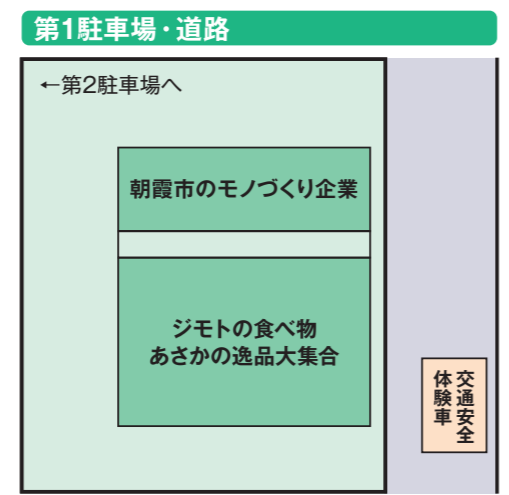 第1駐車場・道路
←第2駐車場へ
朝霞市のモノづくり企業
ジモトの食べ物
あさかの逸品大集合
交通安全
体験車